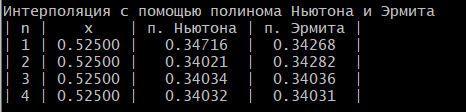 Интерполяция с помощью полинома Ньютона и Эрмита
| n | x | п. Ньютона | п. Эрмита |
| 1 | 0.52500 | 0.34716 | 0.34268 |
| 2 | 0.52500 | 0.34021 | 0.34282 |
| 3 | 0.52500 | 0.34034 | 0.34036 |
| 4 | 0.52500 | 0.34032 | 0.34031 |